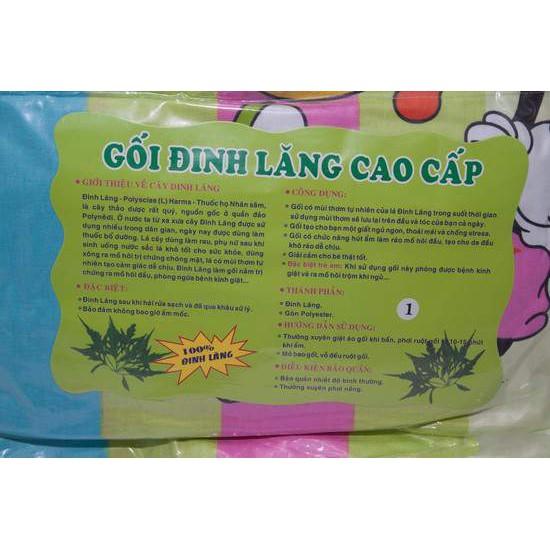 GỐI ĐINH LĂNG CAO CẤP
• GIỚI THIỆU VỀ CÂY ĐINH LĂNG
Đinh Lăng - Polyscias (L) Harma - Thuốc họ Nhân sâm,
là cây thảo dược rất quý, nguồn gốc ở quần đảo
Polynêdi. Ở nước ta từ xa xưa cây Đinh Lăng được sử
dụng nhiều trong dân gian, ngày nay được dùng làm
thuốc bổ dưỡng. Lá cây dùng làm rau, phụ nữ sau khi
sinh uống nước sắc lá khô tốt cho sức khỏe, dùng
xông ra mồ hôi trị chứng chóng mặt, lá có mùi thơm tự
nhiên tạo cảm giác dễ chịu. Đinh Lăng làm gối nằm trị
chứng ra mồ hôi đầu, phòng ngừa bệnh kinh giật...
• ĐẶC BIỆT:
• Đinh Lăng sau khi hái rửa sạch và đã qua khâu sử lý.
• Bảo đảm không bao giờ ẩm mốc.
100%
ĐINH LĂNG
• CÔNG DỤNG:
• Gối có mùi thơm tự nhiên của lá Đinh Lăng trong suốt thời gian
sử dụng mùi thơm sẽ lưu lại trên đầu và tóc của bạn cả ngày.
• Gối tạo cho bạn một giấc ngủ ngon, thoải mái và chống stress.
• Gối có chức năng hút ẩm làm ráo mồ hôi đầu, tạo cho da đầu
khô ráo dễ chịu.
• Giải cảm cho bé thật tốt.
• Đặc biệt trẻ em: Khi sử dụng gối này phòng được bệnh kinh
giật và ra mồ hôi trộm khi ngủ...
• THÀNH PHẦN:
• Đinh Lăng.
• Gòn Polyester.
1
• HƯỚNG DẪN SỬ DỤNG:
• Thường xuyên giặt áo gối khi bẩn, phơi ruột gối từ 10-15 phút
khi ẩm.
• Mở bao gối, vỗ đều ruột gối.
• ĐIỀU KIỆN BẢO QUẢN:
• Bảo quản nhiệt độ bình thường.
• Thường xuyên phơi nắng.